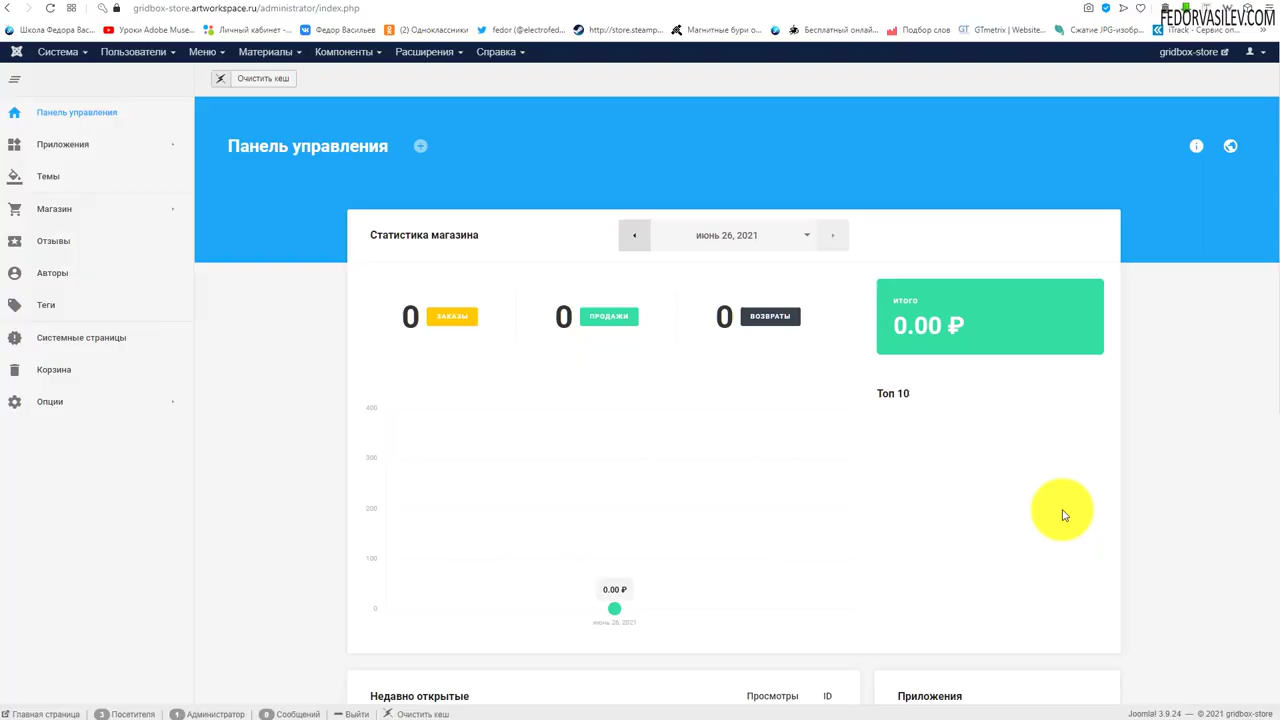 gridbox-store.artworkspace.ru/administrator/index.php
FEDORVASILEV.COM
Школа Федора Вас...
Уроки Adobe Muse...
Личный кабинет -...
Федор Васильев
(2) Одноклассники
fedor (@electrofed...
http://store.steamp...
Магнитные бури о...
Бесплатный онлай...
Подбор слов
GTmetrix | Website...
Сжатие JPG-изобр...
iTrack - Сервис оп...
Система
Пользователи
Меню
Материалы
Компоненты
Расширения
Справка
gridbox-store
Очистить кеш
Панель управления
Приложения
Темы
Магазин
Отзывы
Авторы
Теги
Системные страницы
Корзина
Опции
Панель управления
Статистика магазина
июнь 26, 2021
0 ЗАКАЗЫ
0 ПРОДАЖИ
0 ВОЗВРАТЫ
ИТОГО
0.00 ₽
Топ 10
400
300
200
100
0
0.00 ₽
июнь 26, 2021
Недавно открытые
Просмотры
ID
Приложения
Главная страница
3 Посетителя
1 Администратор
0 Сообщений
Выйти
Очистить кеш
Joomla! 3.9.24 — © 2021 gridbox-store